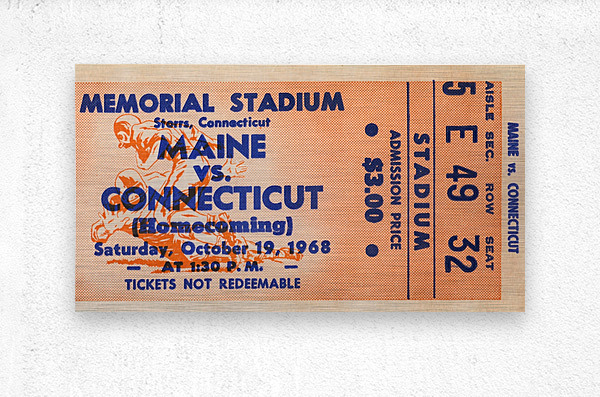 MEMORIAL STADIUM
Storrs, Connecticut
MAINE
vs.
CONNECTICUT
(Homecoming)
Saturday, October 19, 1968
— AT 1:30 P.M. —
TICKETS NOT REDEEMABLE
• $3.00 •
ADMISSION PRICE
STADIUM
AISLE SEC. ROW SEAT
5 E 49 32
MAINE vs. CONNECTICUT